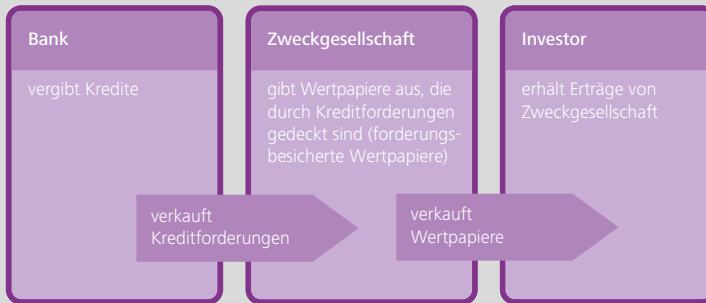 Bank
vergibt Kredite
Zweckgesellschaft
gibt Wertpapiere aus, die
durch Kreditforderungen
gedeckt sind (forderungs-
besicherte Wertpapiere)
Investor
erhält Erträge von
Zweckgesellschaft
verkauft
Kreditforderungen
verkauft
Wertpapiere